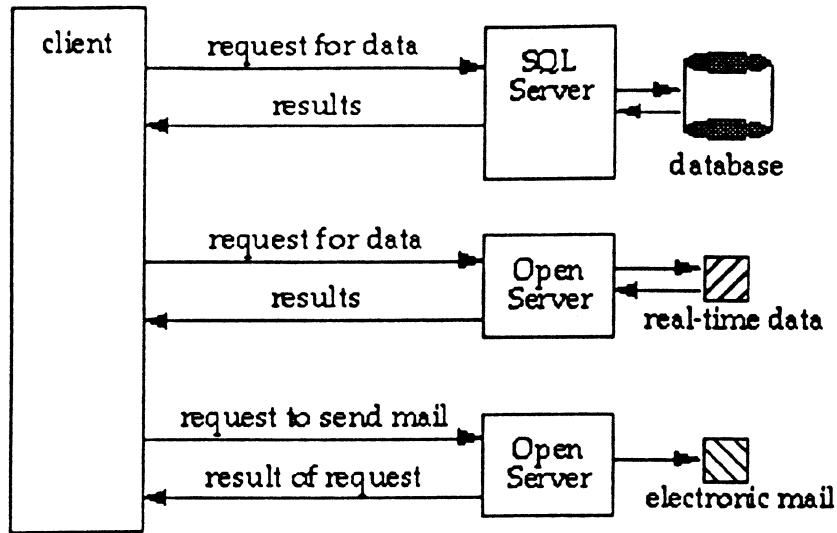 client
request for data
SQL
Server
results
database
request for data
Open
Server
results
real-time data
request to send mail
Open
Server
result of request
electronic mail